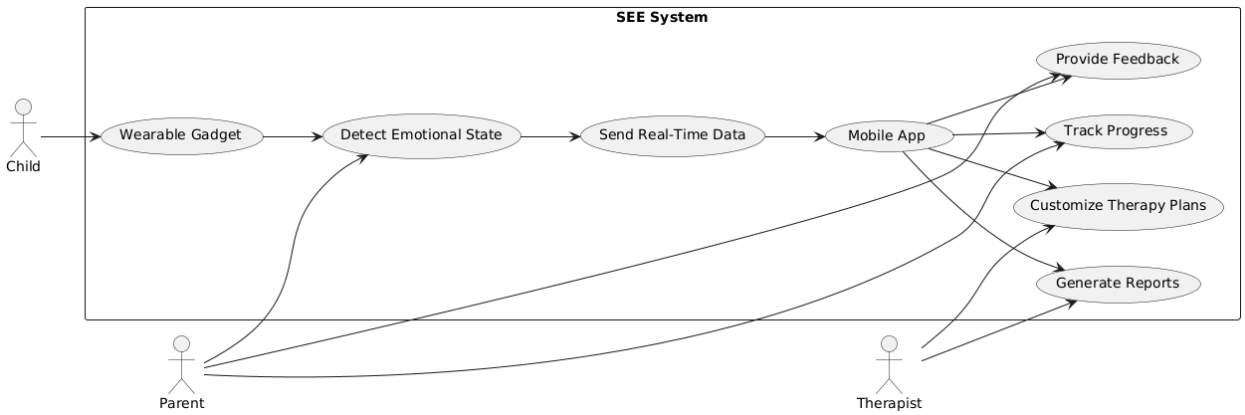 SEE System
Provide Feedback
Child
Wearable Gadget
Detect Emotional State
Send Real-Time Data
Mobile App
Track Progress
Customize Therapy Plans
Generate Reports
Parent
Therapist